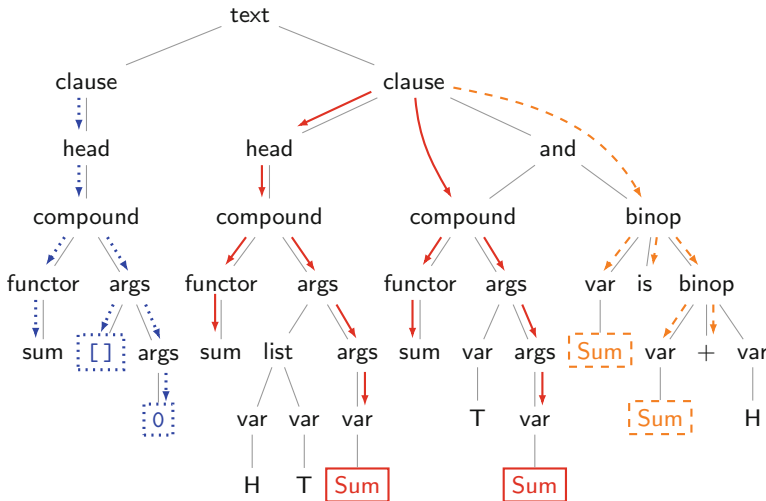 text
clause clause
head head and
compound compound compound binop
functor args functor args functor args var is binop
sum [] args sum list args sum var args Sum var + var
0 var var var T var Sum H
H T Sum Sum